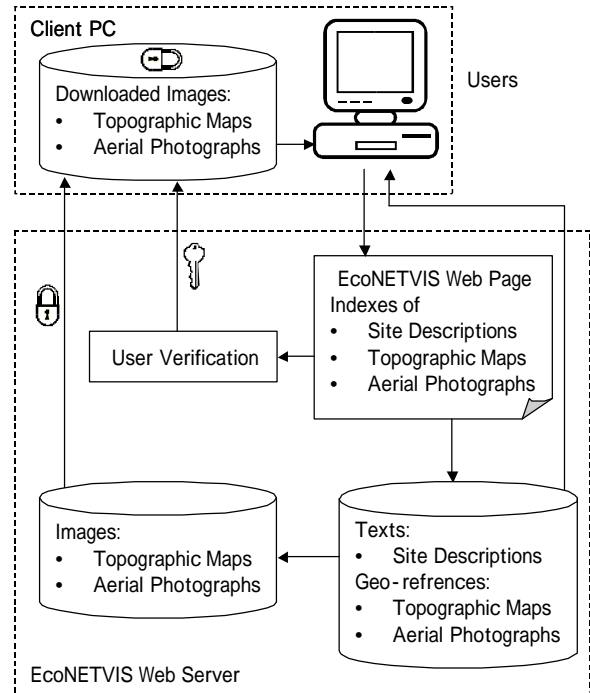 Client PC
Downloaded Images:
• Topographic Maps
• Aerial Photographs
Users
EcoNETVIS Web Page
Indexes of
• Site Descriptions
• Topographic Maps
• Aerial Photographs
User Verification
Images:
• Topographic Maps
• Aerial Photographs
Texts:
• Site Descriptions
Geo-refrences:
• Topographic Maps
• Aerial Photographs
EcoNETVIS Web Server